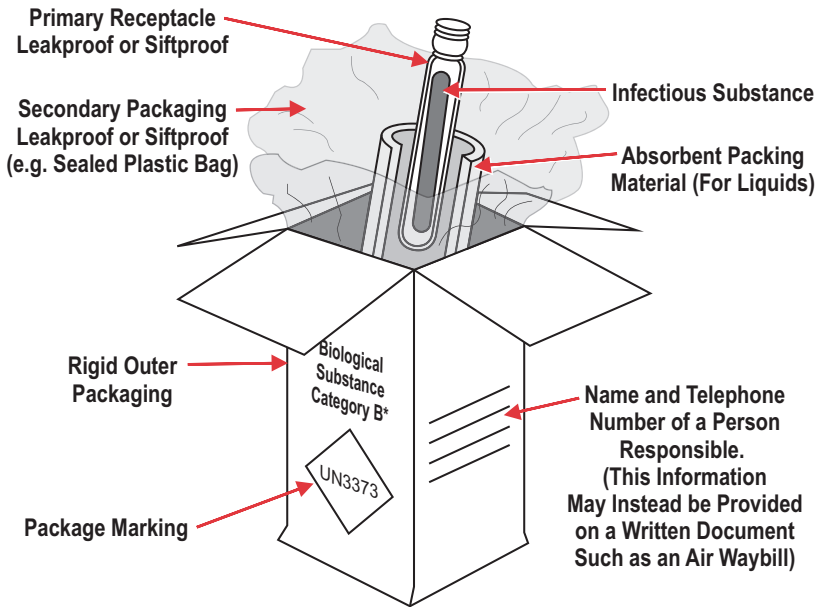 Primary Receptacle
Leakproof or Siftproof
Infectious Substance
Secondary Packaging
Leakproof or Siftproof
(e.g. Sealed Plastic Bag)
Absorbent Packing
Material (For Liquids)
Rigid Outer
Packaging
Biological
Substance
Category B*
UN3373
Package Marking
Name and Telephone
Number of a Person
Responsible.
(This Information
May Instead be Provided
on a Written Document
Such as an Air Waybill)